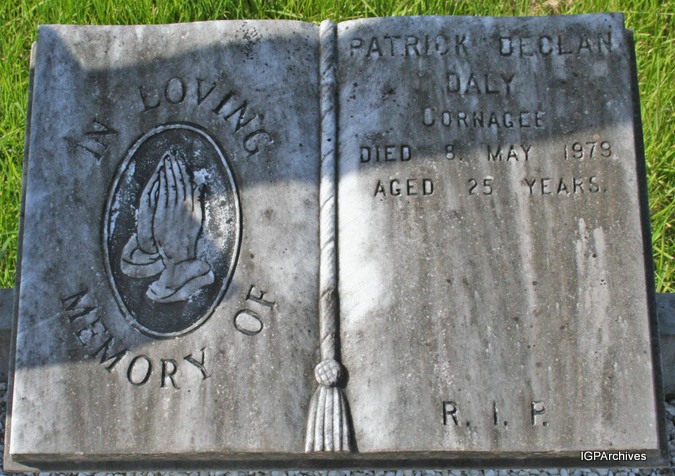 IN LOVING
MEMORY OF
PATRICK DECLAN
DALY
CORNAGEE
DIED 8. MAY 1979
AGED 25 YEARS.
R. I. P.
IGPArchives